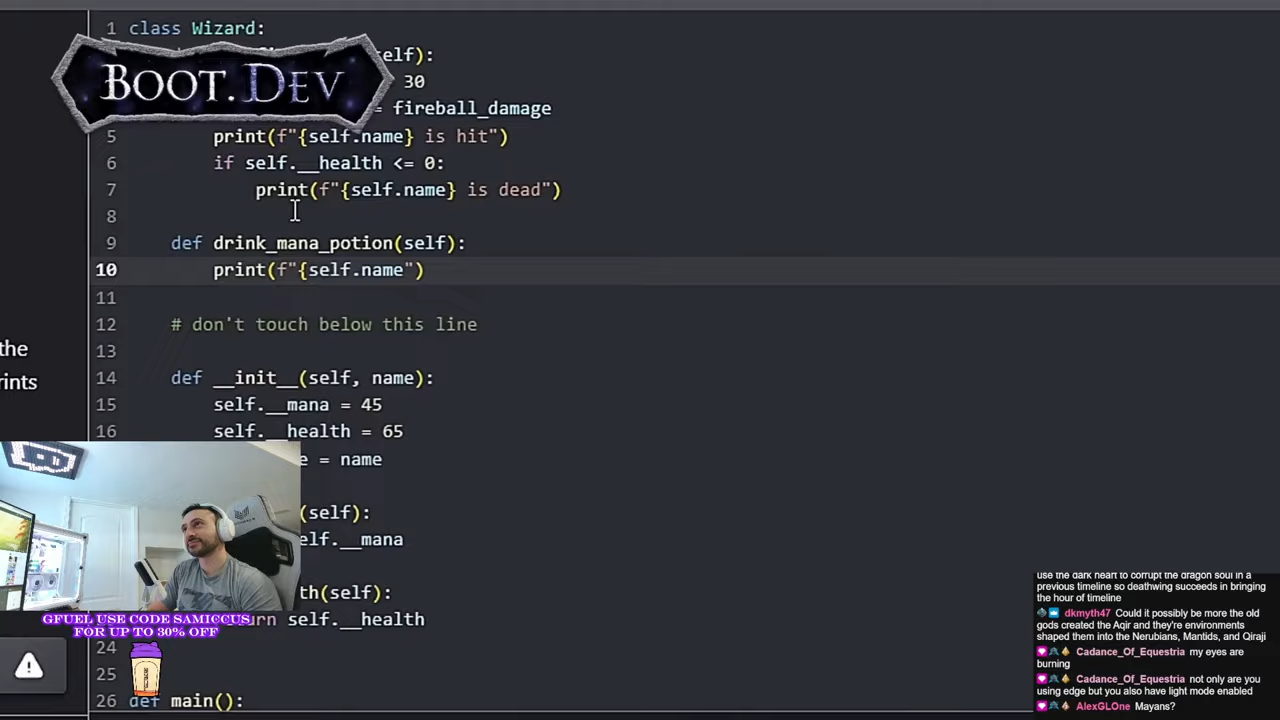 1 class Wizard:
BOOT.DEV
elf):
30
fireball_damage
5 print(f"{self.name} is hit")
6 if self.__health <= 0:
7 print(f"{self.name} is dead")
8
9 def drink_mana_potion(self):
10 print(f"{self.name")
11
12 # don't touch below this line
the
13
rints
14 def __init__(self, name):
15 self.__mana = 45
16 self.__health = 65
= name
(self):
elf.__mana
th(self):
self.__health
24
25
26 def main():
GFUEL USE CODE SAMICCUS
FOR UP TO 30% OFF
use the dark heart to corrupt the dragon soul in a
previous timeline so deathwing succeeds in bringing
the hour of timeline
dkmyth47 Could it possibly be more the old
gods created the Aqir and they're environments
shaped them into the Nerubians, Mantids, and Qiraji
Cadance_Of_Equestria my eyes are
burning
Cadance_Of_Equestria not only are you
using edge but you also have light mode enabled
AlexGLOne Mayans?